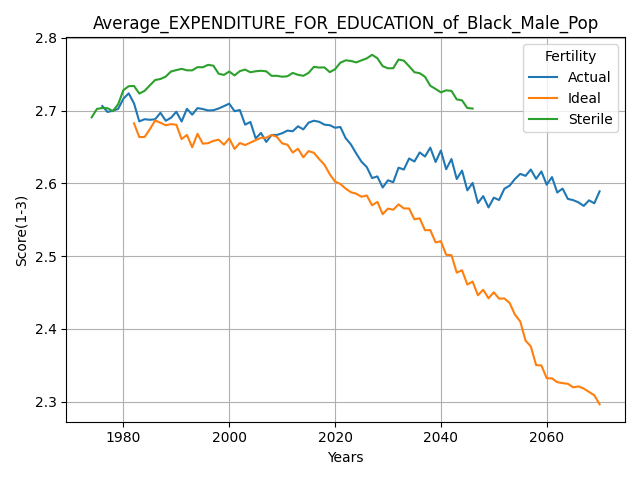 Average_EXPENDITURE_FOR_EDUCATION_of_Black_Male_Pop
2.8
2.7
2.6
2.5
2.4
2.3
Score(1-3)
Fertility
Actual
Ideal
Sterile
1980 2000 2020 2040 2060
Years